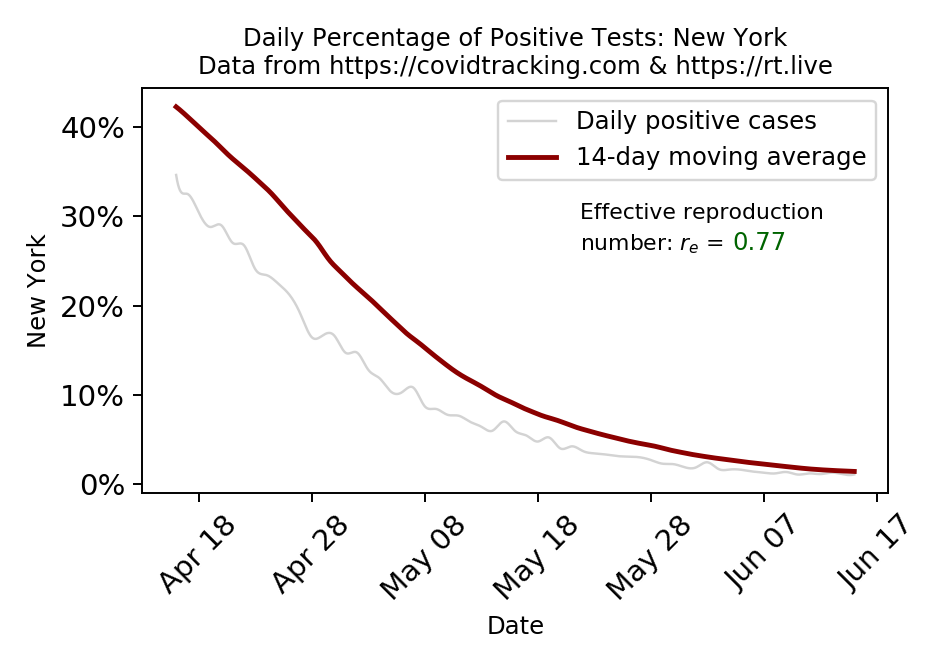 Daily Percentage of Positive Tests: New York
Data from https://covidtracking.com & https://rt.live
Daily positive cases
14-day moving average
Effective reproduction
number: rₑ = 0.77
New York
40%
30%
20%
10%
0%
Apr 18
Apr 28
May 08
May 18
May 28
Jun 07
Jun 17
Date